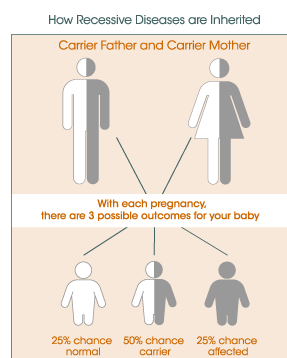 How Recessive Diseases are Inherited
Carrier Father and Carrier Mother
With each pregnancy,
there are 3 possible outcomes for your baby
25% chance normal
50% chance carrier
25% chance affected